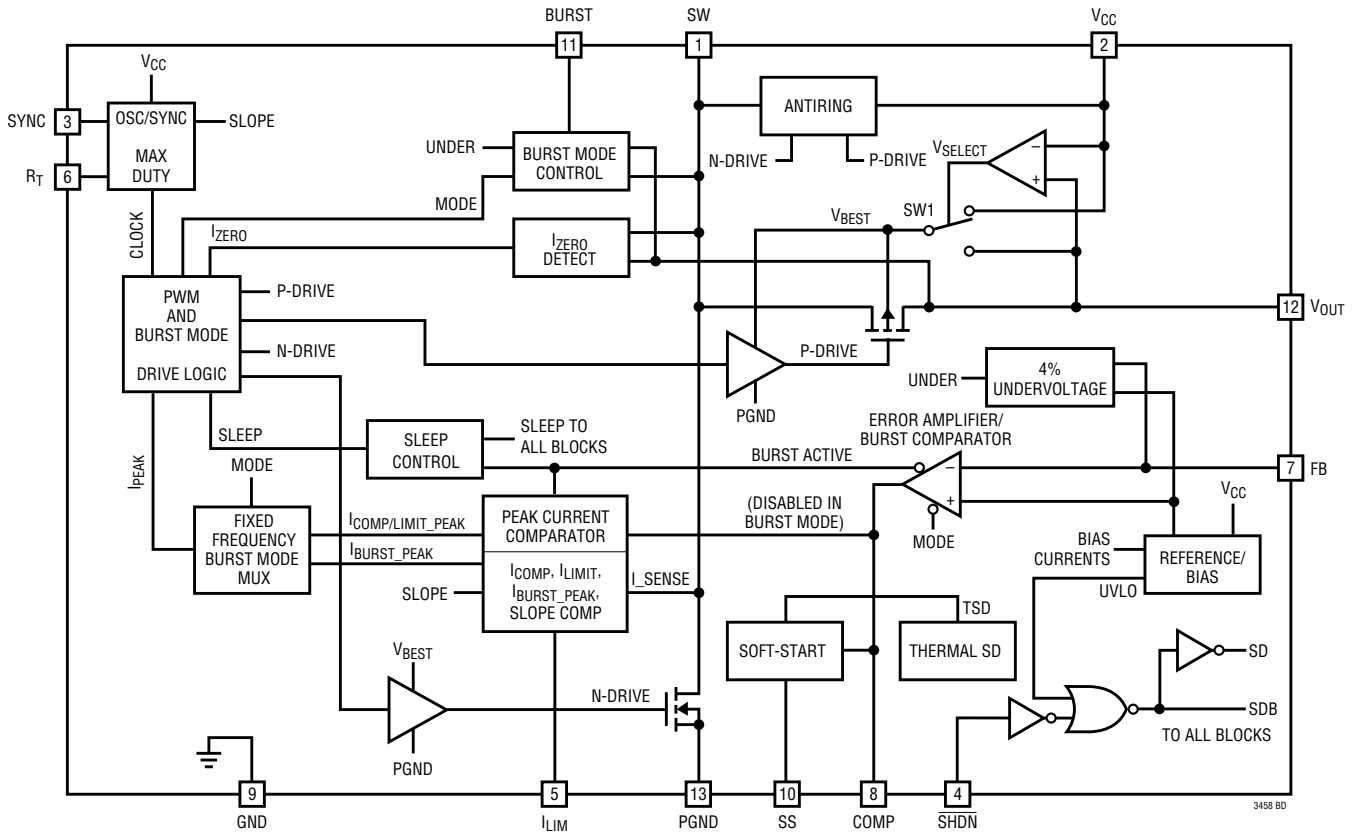 BURST
SW
VCC
11
1
2
VCC
SYNC
3
OSC/SYNC
SLOPE
ANTIRING
RT
6
MAX
DUTY
UNDER
BURST MODE
CONTROL
N-DRIVE
P-DRIVE
VSELECT
–
+
MODE
CLOCK
IZERO
IZERO
DETECT
VBEST
SW1
PWM
AND
BURST MODE
DRIVE LOGIC
P-DRIVE
N-DRIVE
12
VOUT
P-DRIVE
PGND
UNDER
4%
UNDERVOLTAGE
ERROR AMPLIFIER/
BURST COMPARATOR
SLEEP
SLEEP
CONTROL
SLEEP TO
ALL BLOCKS
BURST ACTIVE
–
+
7
FB
IPEAK
MODE
FIXED
FREQUENCY
BURST MODE
MUX
ICOMP/LIMIT_PEAK
IBURST_PEAK
PEAK CURRENT
COMPARATOR
(DISABLED IN
BURST MODE)
MODE
VCC
BIAS
CURRENTS
REFERENCE/
BIAS
UVLO
SLOPE
ICOMP, ILIMIT,
IBURST_PEAK,
SLOPE COMP
I_SENSE
TSD
SOFT-START
THERMAL SD
SD
VBEST
N-DRIVE
SDB
TO ALL BLOCKS
PGND
9
5
13
10
8
4
GND
ILIM
PGND
SS
COMP
SHDN
3458 BD